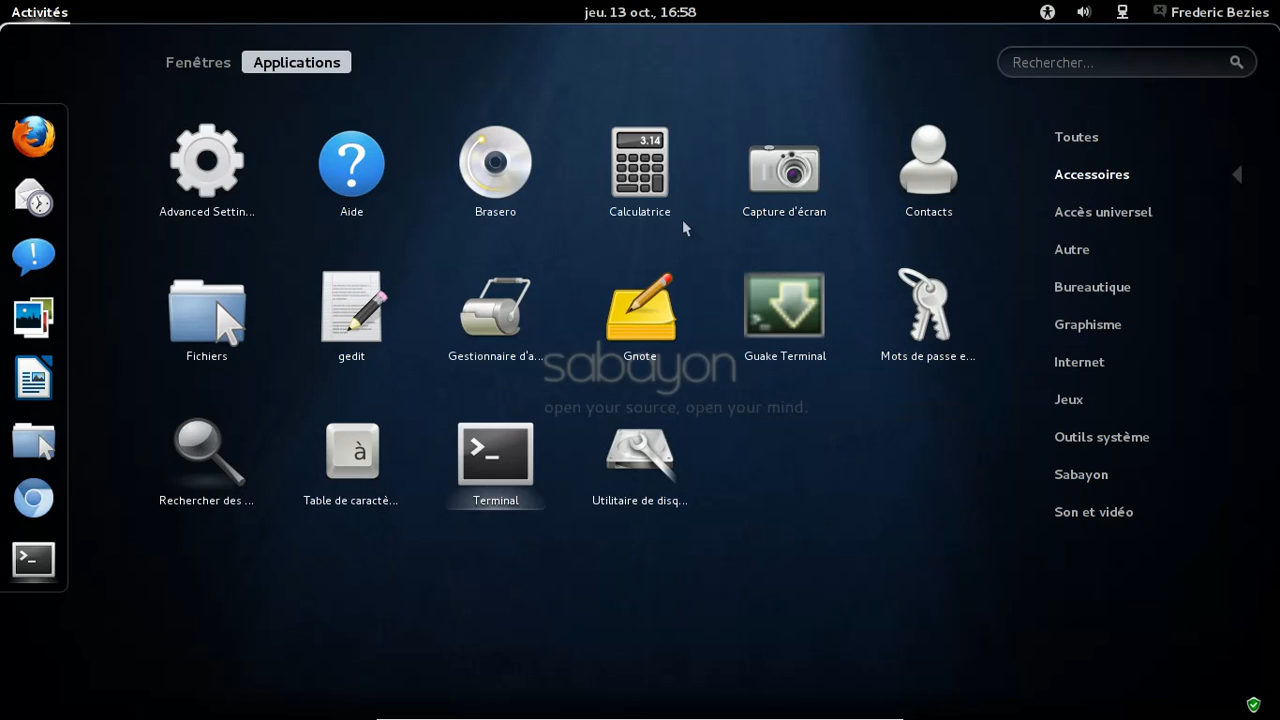 Activités
jeu. 13 oct., 16:58
Frederic Bezies
Fenêtres
Applications
Rechercher...
3.14
Advanced Settin...
Aide
Brasero
Calculatrice
Capture d'écran
Contacts
Fichiers
gedit
Gestionnaire d'a...
Gnote
Guake Terminal
Mots de passe e...
sabayon
open your source, open your mind.
à
Rechercher des ...
Table de caractè...
Terminal
Utilitaire de disq...
Toutes
Accessoires
Accès universel
Autre
Bureautique
Graphisme
Internet
Jeux
Outils système
Sabayon
Son et vidéo